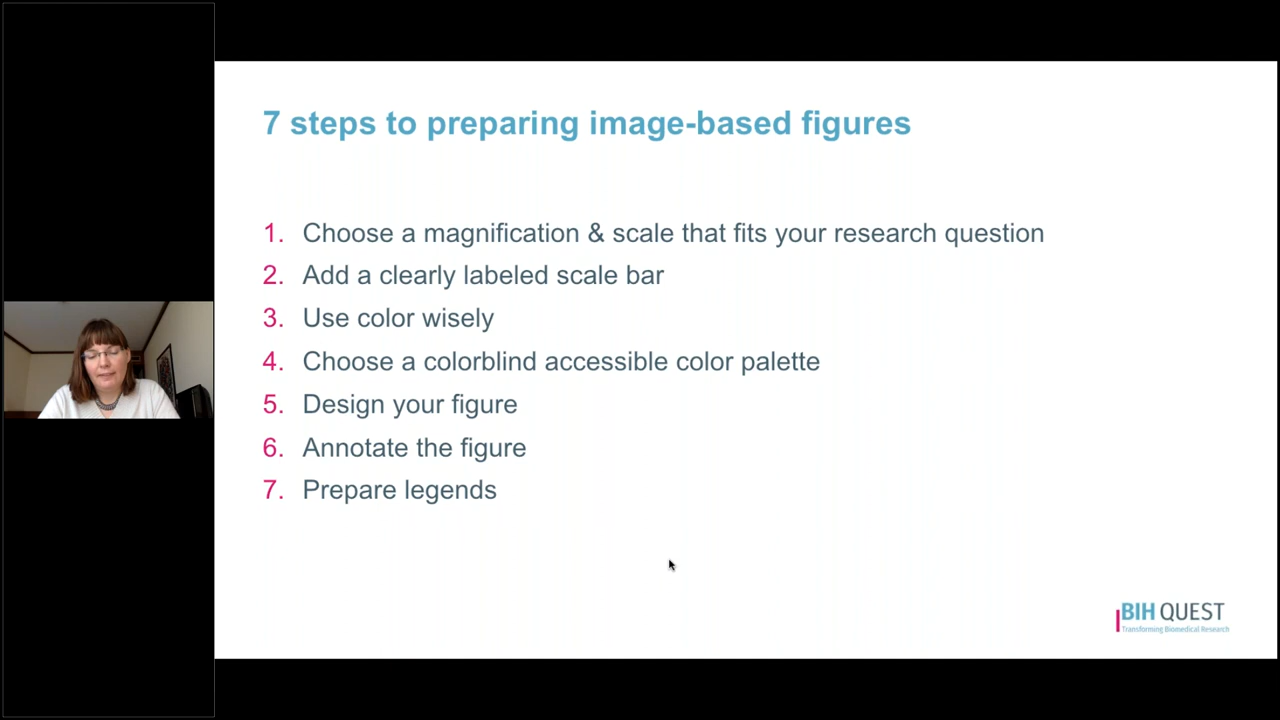 7 steps to preparing image-based figures
1. Choose a magnification & scale that fits your research question
2. Add a clearly labeled scale bar
3. Use color wisely
4. Choose a colorblind accessible color palette
5. Design your figure
6. Annotate the figure
7. Prepare legends
BIH QUEST
Transforming Biomedical Research